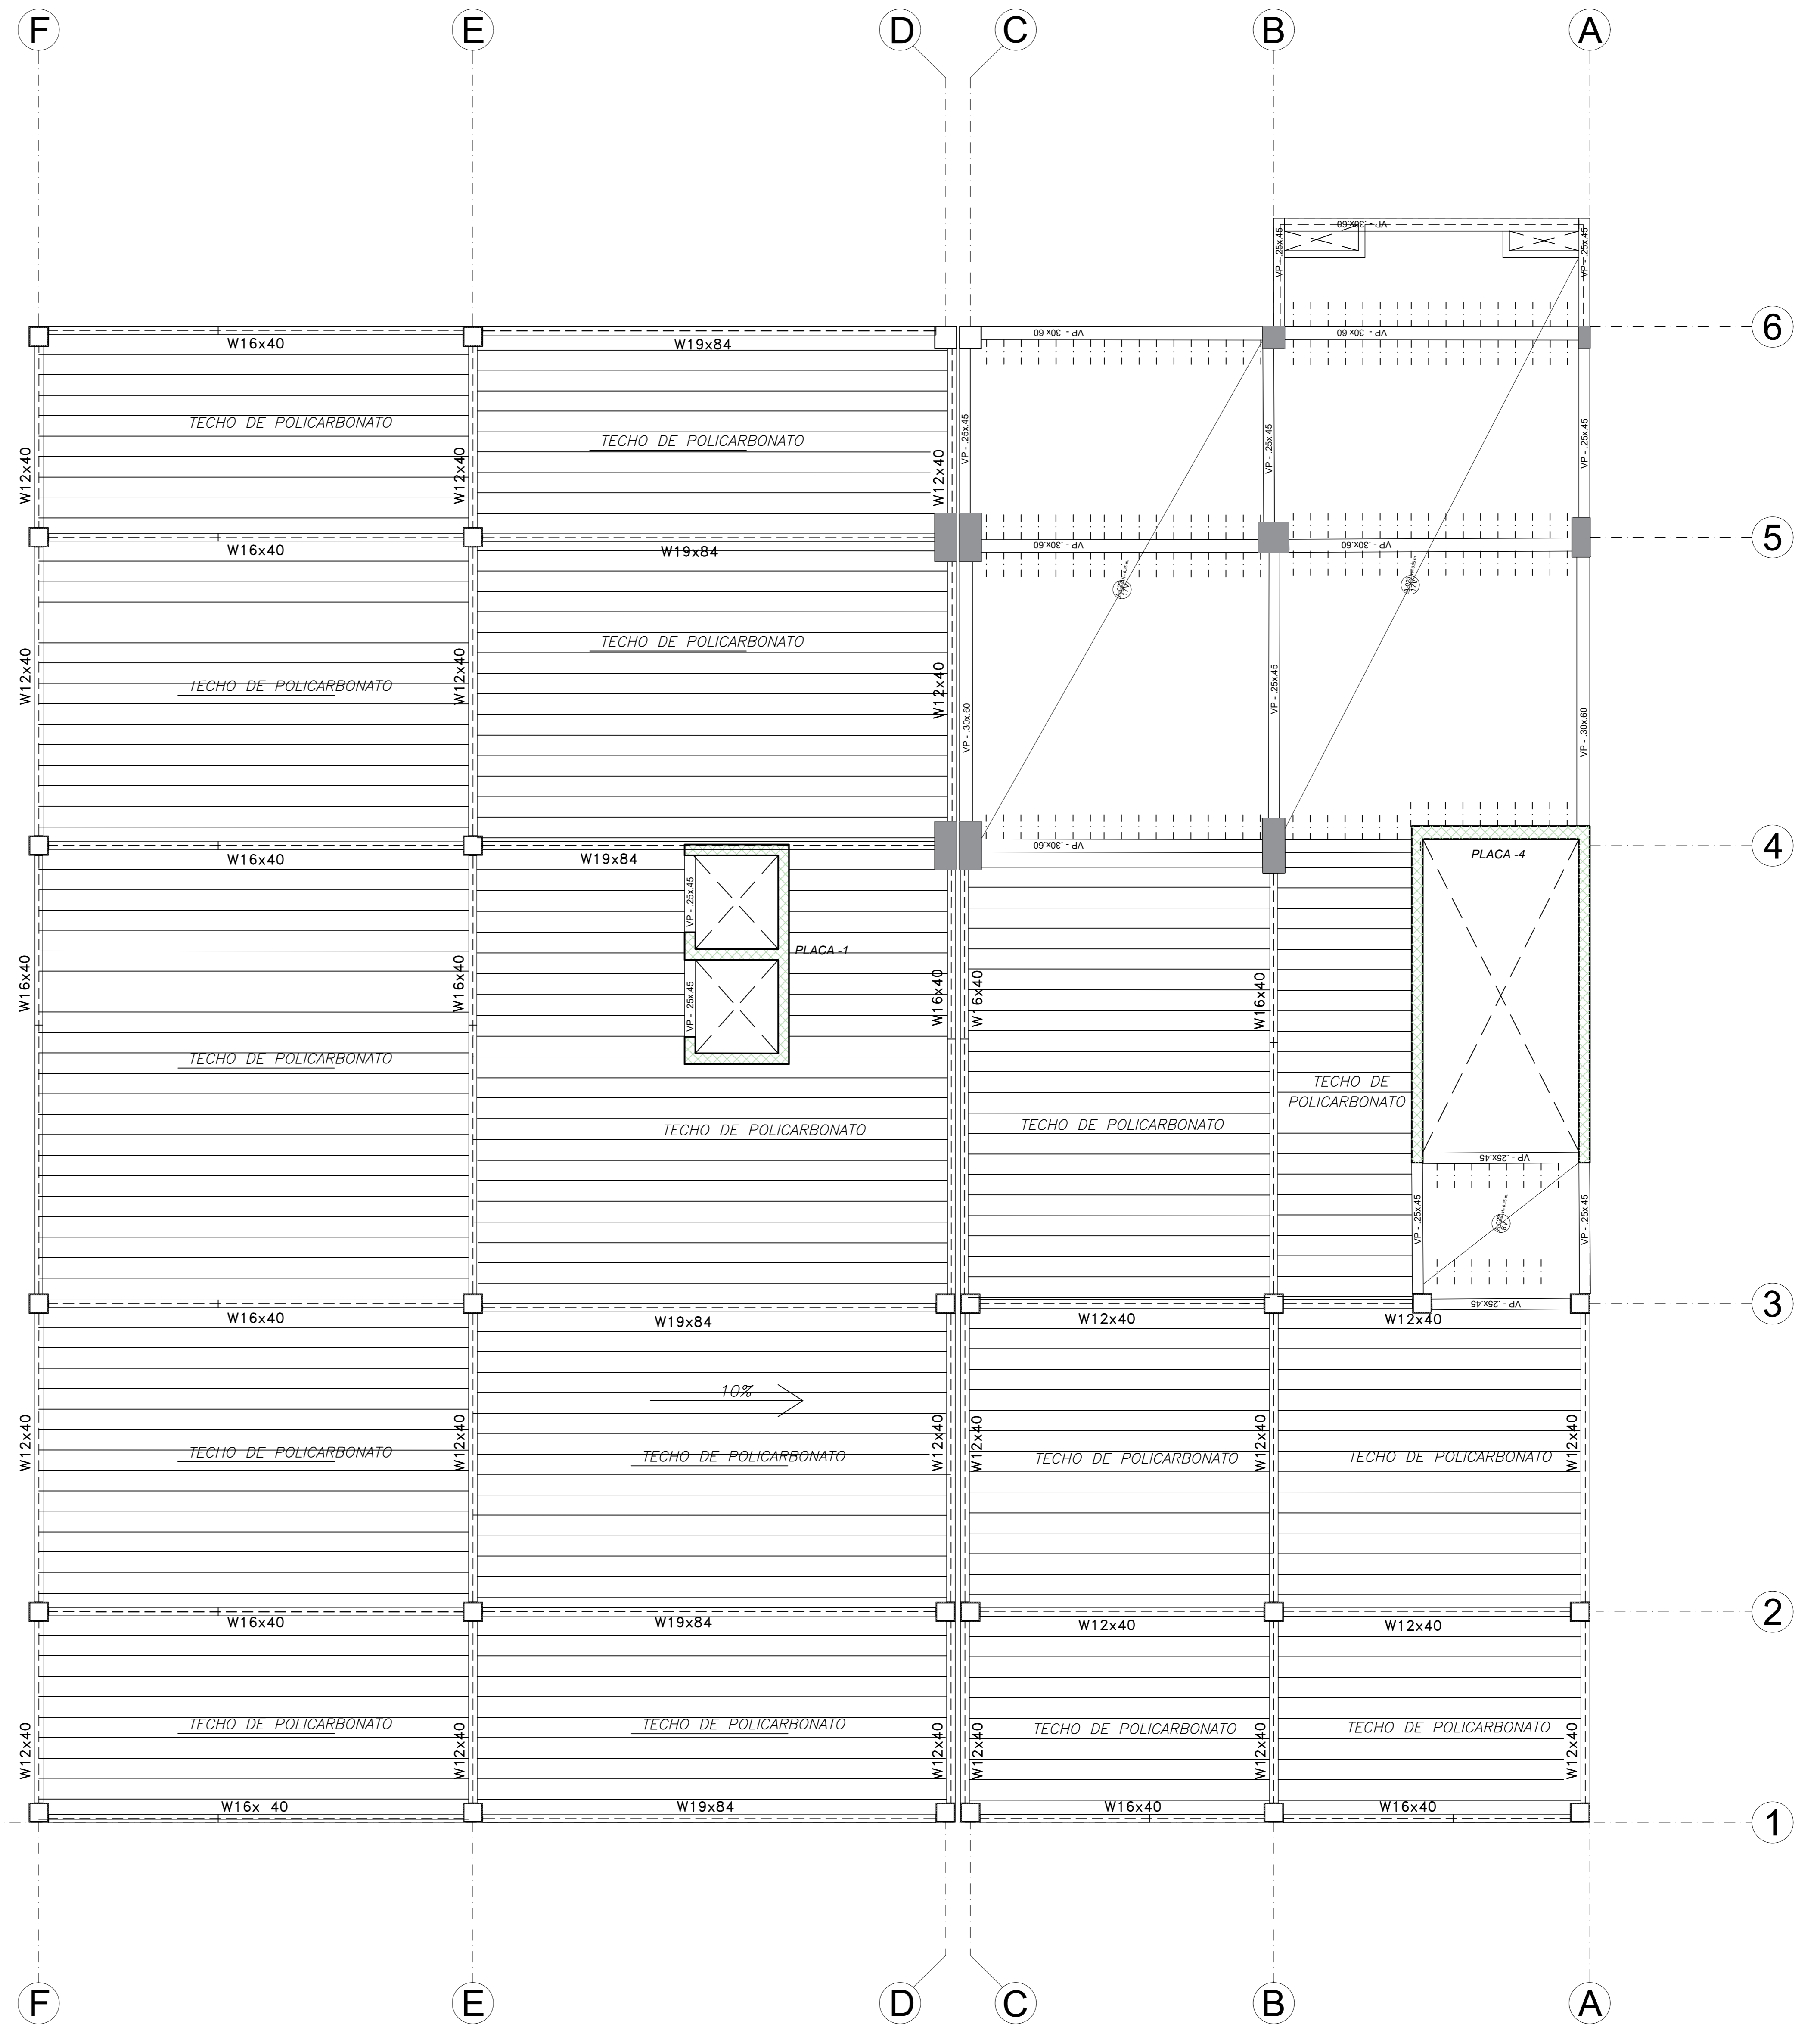 F
E
D
C
B
A
VP - .30x.60
VP - .25x.45
VP - .25x.45
6
W16x40
W19x84
VP - .30x.60
VP - .30x.60
TECHO DE POLICARBONATO
TECHO DE POLICARBONATO
W12x40
W12x40
W12x40
VP - .25x.45
VP - .25x.45
VP - .25x.45
5
W16x40
W19x84
VP - .30x.60
VP - .30x.60
17V
17V
TECHO DE POLICARBONATO
TECHO DE POLICARBONATO
W12x40
W12x40
W12x40
VP - .30x.60
VP - .25x.45
VP - .30x.60
4
W16x40
W19x84
VP - .30x.60
PLACA -4
VP - .25x.45
PLACA -1
VP - .25x.45
W16x40
W16x40
W16x40
W16x40
W16x40
TECHO DE POLICARBONATO
TECHO DE POLICARBONATO
TECHO DE POLICARBONATO
TECHO DE
POLICARBONATO
VP - .25x.45
VP - .25x.45
VP - .25x.45
3
W16x40
W19x84
W12x40
W12x40
VP - .25x.45
10%
W12x40
W12x40
W12x40
W12x40
W12x40
W12x40
TECHO DE POLICARBONATO
TECHO DE POLICARBONATO
TECHO DE POLICARBONATO
TECHO DE POLICARBONATO
2
W16x40
W19x84
W12x40
W12x40
TECHO DE POLICARBONATO
TECHO DE POLICARBONATO
TECHO DE POLICARBONATO
TECHO DE POLICARBONATO
W12x40
W12x40
W12x40
W12x40
W12x40
W12x40
W16x 40
W19x84
W16x40
W16x40
1
F
E
D
C
B
A